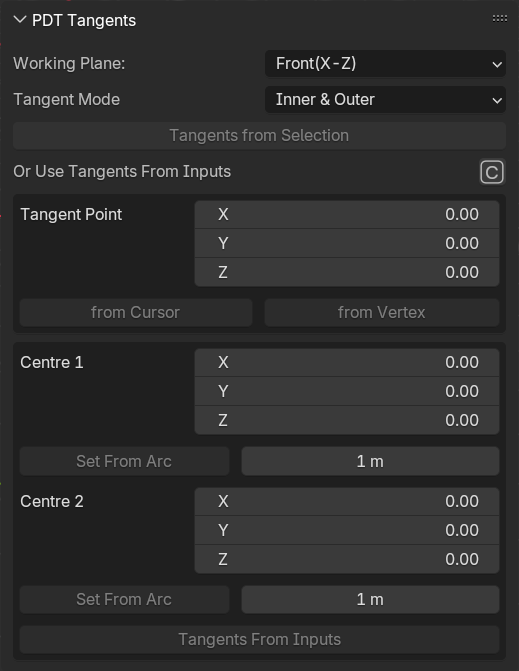 PDT Tangents
Working Plane: Front(X-Z)
Tangent Mode Inner & Outer
Tangents from Selection
Or Use Tangents From Inputs C
Tangent Point X 0.00
Y 0.00
Z 0.00
from Cursor from Vertex
Centre 1 X 0.00
Y 0.00
Z 0.00
Set From Arc 1 m
Centre 2 X 0.00
Y 0.00
Z 0.00
Set From Arc 1 m
Tangents From Inputs